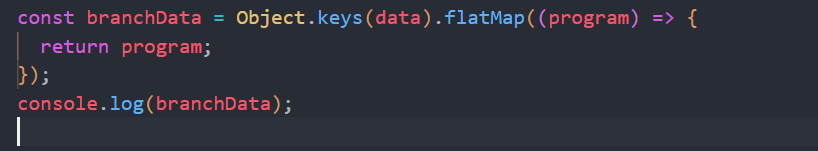 const branchData = Object.keys(data).flatMap((program) => {
  return program;
});
console.log(branchData);